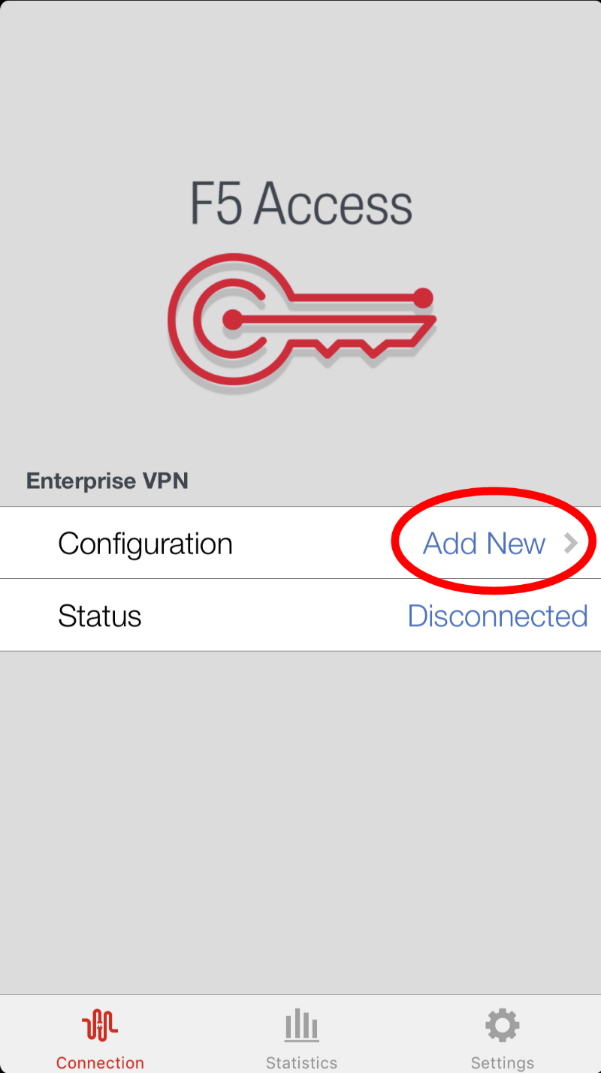 F5 Access
Enterprise VPN
Configuration Add New
Status Disconnected
Connection Statistics Settings